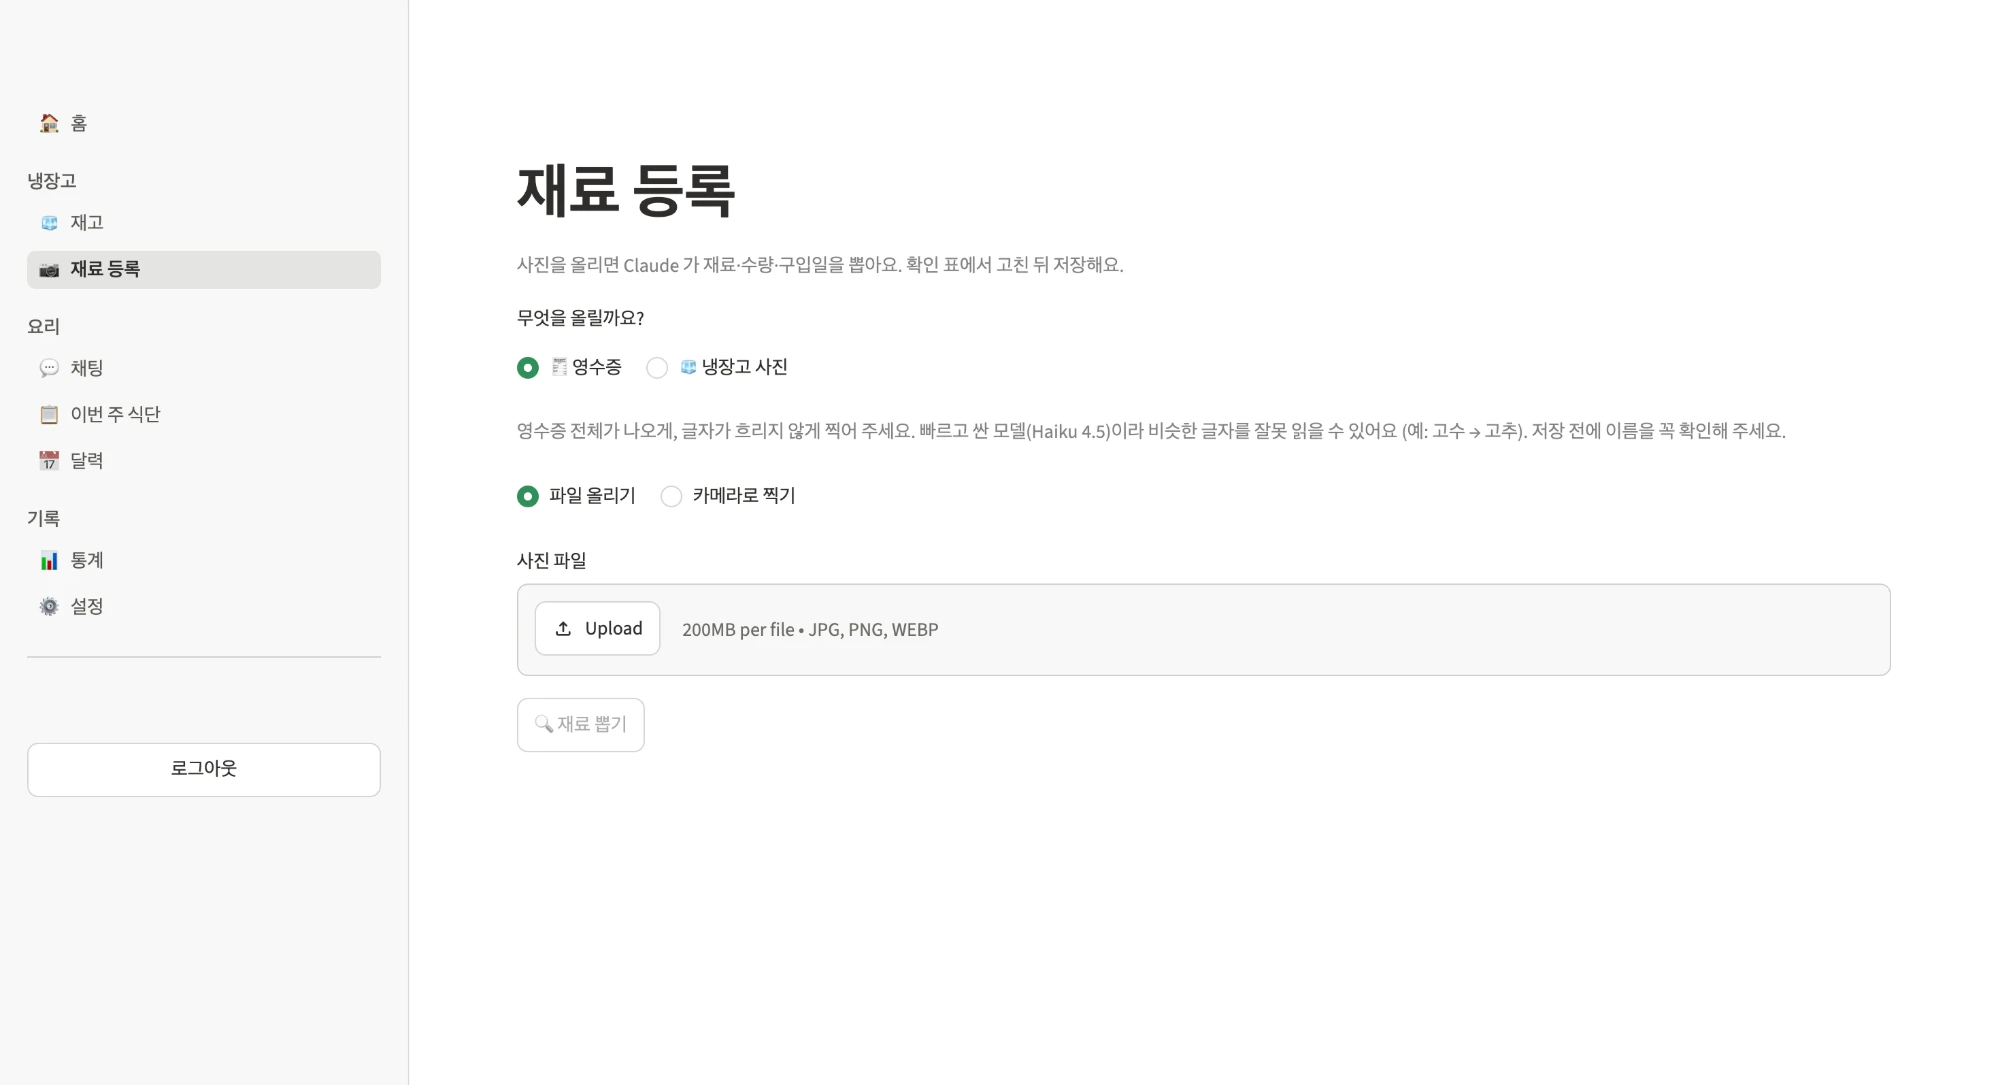 홈
냉장고
재고
재료 등록
요리
채팅
이번 주 식단
17
달력
기록
통계
설정
로그아웃
재료 등록
사진을 올리면 Claude 가 재료·수량·구입일을 뽑아요. 확인 표에서 고친 뒤 저장해요.
무엇을 올릴까요?
영수증 냉장고 사진
영수증 전체가 나오게, 글자가 흐리지 않게 찍어 주세요. 빠르고 싼 모델(Haiku 4.5)이라 비슷한 글자를 잘못 읽을 수 있어요 (예: 고수 → 고추). 저장 전에 이름을 꼭 확인해 주세요.
파일 올리기 카메라로 찍기
사진 파일
Upload 200MB per file • JPG, PNG, WEBP
재료 뽑기